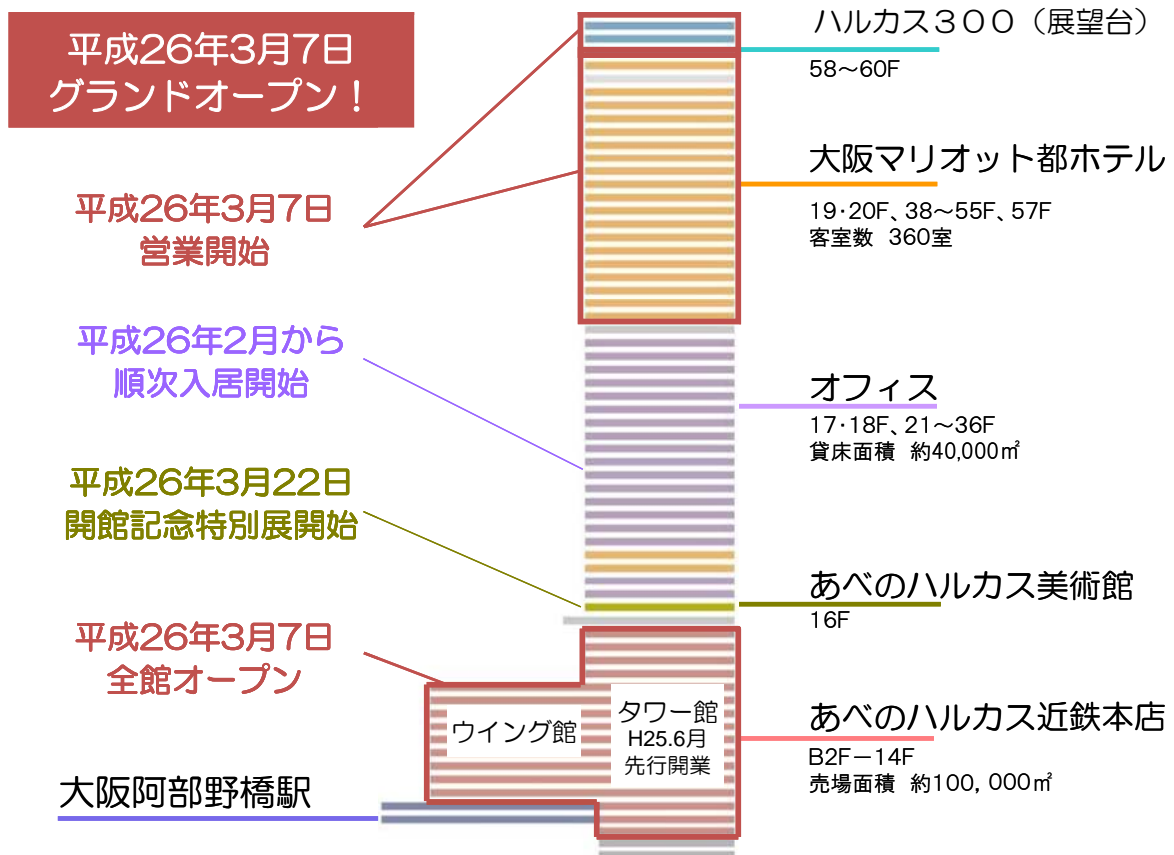 平成26年3月7日
グランドオープン！
平成26年3月7日
営業開始
平成26年2月から
順次入居開始
平成26年3月22日
開館記念特別展開始
平成26年3月7日
全館オープン
大阪阿部野橋駅
ウイング館
タワー館
H25.6月
先行開業
ハルカス３００（展望台）
58～60F
大阪マリオット都ホテル
19･20F、38～55F、57F
客室数 360室
オフィス
17･18F、21～36F
貸床面積 約40,000㎡
あべのハルカス美術館
16F
あべのハルカス近鉄本店
B2F－14F
売場面積 約100，000㎡